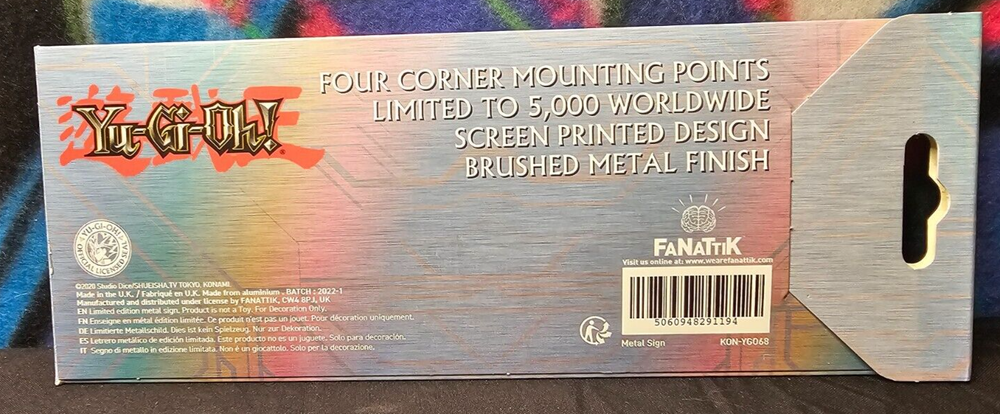 遊戯王
Yu-Gi-Oh!
FOUR CORNER MOUNTING POINTS
LIMITED TO 5,000 WORLDWIDE
SCREEN PRINTED DESIGN
BRUSHED METAL FINISH
YU-GI-OH!
OFFICIAL LICENSED
FANATTIK
Visit us online at: www.wearefanattik.com
©2020 Studio Dice/SHUEISHA,TV TOKYO, KONAMI
Made in the U.K. / Fabriqué en U.K. Made from aluminium . BATCH : 2022-1
Manufactured and distributed under license by FANATTIK, CW4 8PJ, UK
EN Limited edition metal sign. Product is not a Toy. For Decoration Only.
FN Enseigne en métal édition limitée. Ce produit n'est pas un jouet. Pour décoration uniquement.
DE Limitierte Metallschild. Dies ist kein Spielzeug. Nur zur Dekoration.
ES Letrero metálico de edición limitada. Este producto no es un juguete. Solo para decoración.
IT Segno di metallo in edizione limitata. Non è un giocattolo. Solo per la decorazione.
5060948291194
Metal Sign
KON-YGO68